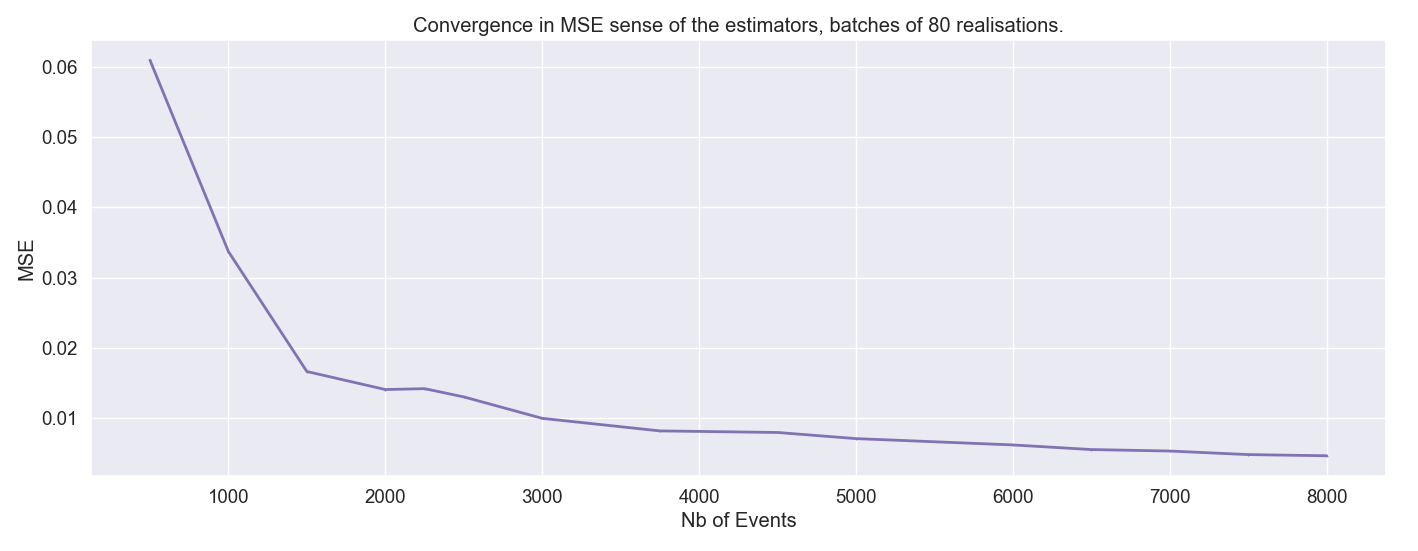 Convergence in MSE sense of the estimators, batches of 80 realisations.
0.06
0.05
0.04
0.03
0.02
0.01
MSE
1000 2000 3000 4000 5000 6000 7000 8000
Nb of Events